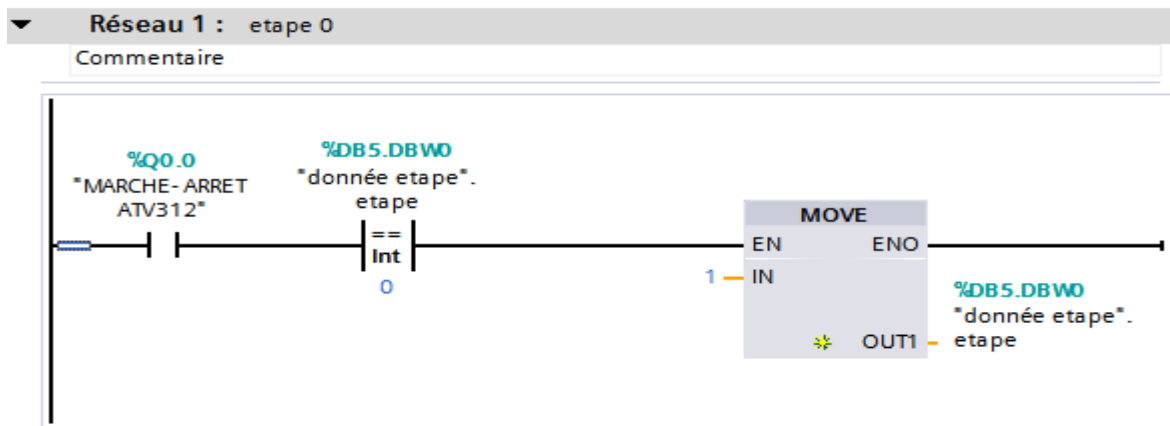 Réseau 1 : etape 0
Commentaire
%Q0.0
"MARCHE-ARRET
ATV312"
%DB5.DBW0
"donnée etape".
etape
==
Int
0
MOVE
EN ENO
1 IN
OUT1
%DB5.DBW0
"donnée etape".
etape